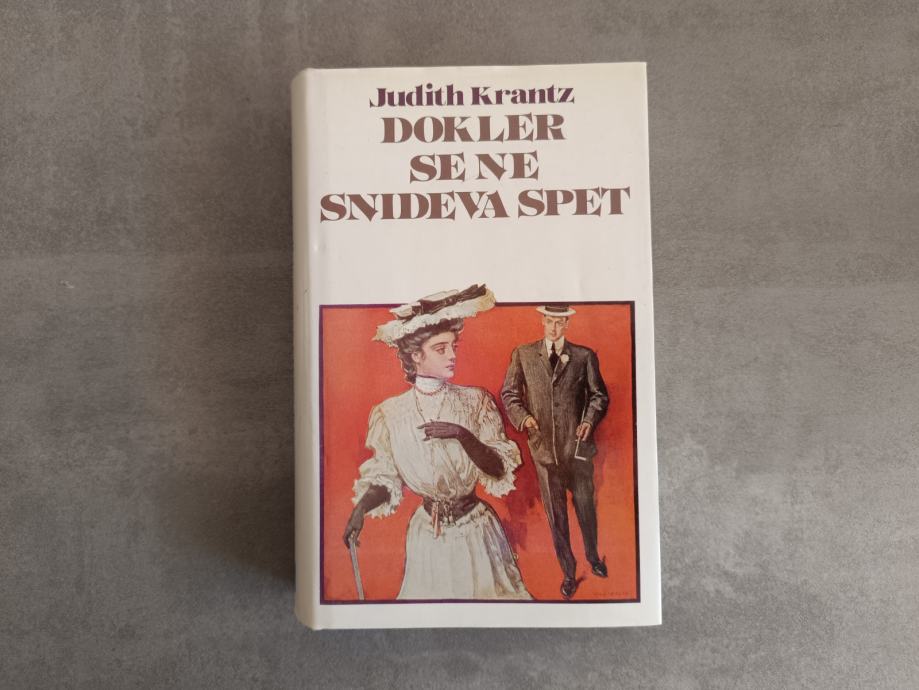 Judith Krantz
DOKLER
SE NE
SNIDEVA SPET